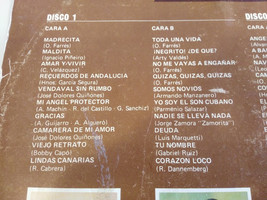 DISCO 1
DISCO
CARA A
MADRECITA
(O. Farrés)
MALDITA
(Ignacio Piñeiro)
AMAR Y VIVIR
(C. Velázquez)
RECUERDOS DE ANDALUCIA
(Hnos. García Segura)
VENDAVAL SIN RUMBO
(José Dolores Quiñones)
MI ANGEL PROTECTOR
(A. Machín - R. del Castillo - G. Sanchiz)
GRACIAS
(A. Guijarro - A. Algueró)
CAMARERA DE MI AMOR
(José Dolores Quiñones)
VIEJO RETRATO
(Bobby Capó)
LINDAS CANARIAS
(R. Cabrera)
CARA B
TODA UNA VIDA
(O. Farrés)
¡NEGRITO! ¿DE QUE?
(Arty Valdés)
NO ME VAYAS A ENGAÑAR
(O. Farrés)
QUIZAS, QUIZAS, QUIZAS
(O. Farrés)
SOMOS NOVIOS
(Armando Manzanero)
YO SOY EL SON CUBANO
(Parmenio Salazar)
NADIE SE LLEVA NADA
(Jorge Zamora "Zamorita")
DEUDA
(Luis Marquetti)
TU NOMBRE
(Gabriel Ruiz)
CORAZON LOCO
(R. Dannemberg)
CARA